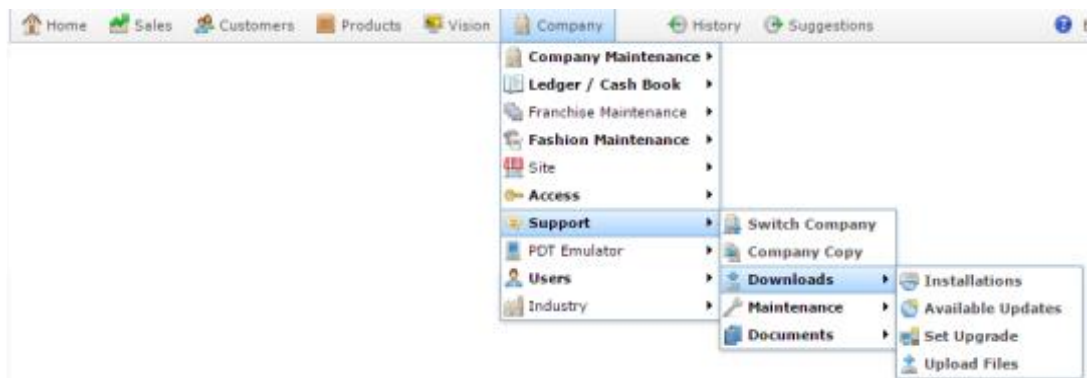 Home Sales Customers Products Vision Company History Suggestions
Company Maintenance
Ledger / Cash Book
Franchise Maintenance
Fashion Maintenance
Site
Access
Support
PDT Emulator
Users
Industry
Switch Company
Company Copy
Downloads
Maintenance
Documents
Installations
Available Updates
Set Upgrade
Upload Files